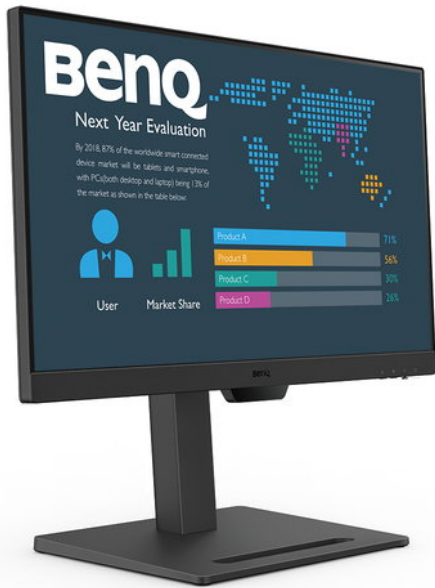 BenQ
Next Year Evaluation
By 2018, 87% of the worldwide smart connected
device market will be tablets and smartphone,
with PCs(both desktop and laptop) being 13% of
the market as shown in the table below:
Product A 71%
Product B 56%
Product C 30%
Product D 26%
User Market Share
BenQ